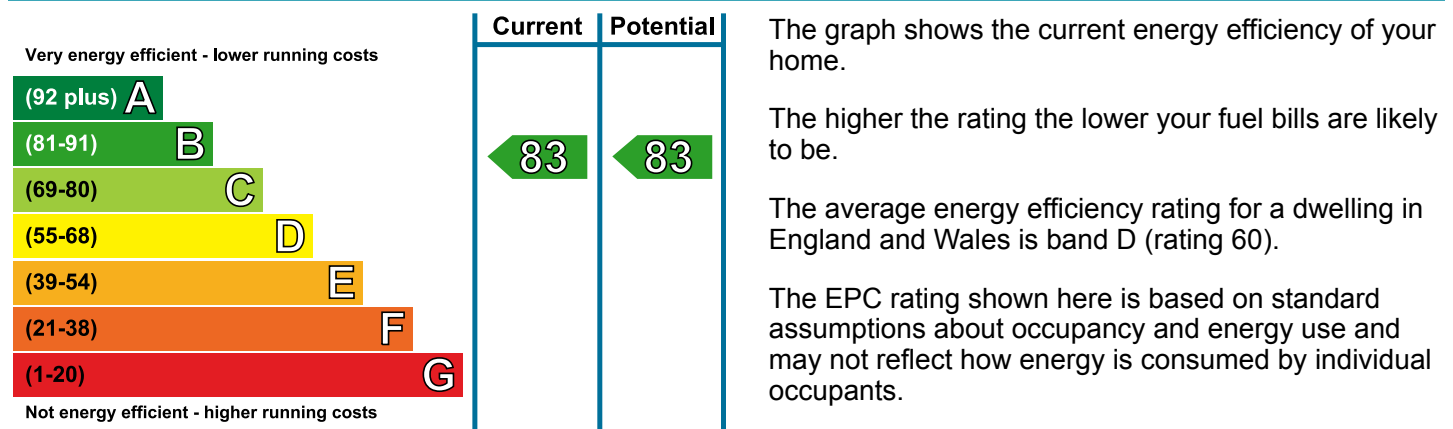 Current Potential
Very energy efficient - lower running costs
(92 plus) A
(81-91) B
(69-80) C
(55-68) D
(39-54) E
(21-38) F
(1-20) G
Not energy efficient - higher running costs
83 83
The graph shows the current energy efficiency of your
home.
The higher the rating the lower your fuel bills are likely
to be.
The average energy efficiency rating for a dwelling in
England and Wales is band D (rating 60).
The EPC rating shown here is based on standard
assumptions about occupancy and energy use and
may not reflect how energy is consumed by individual
occupants.